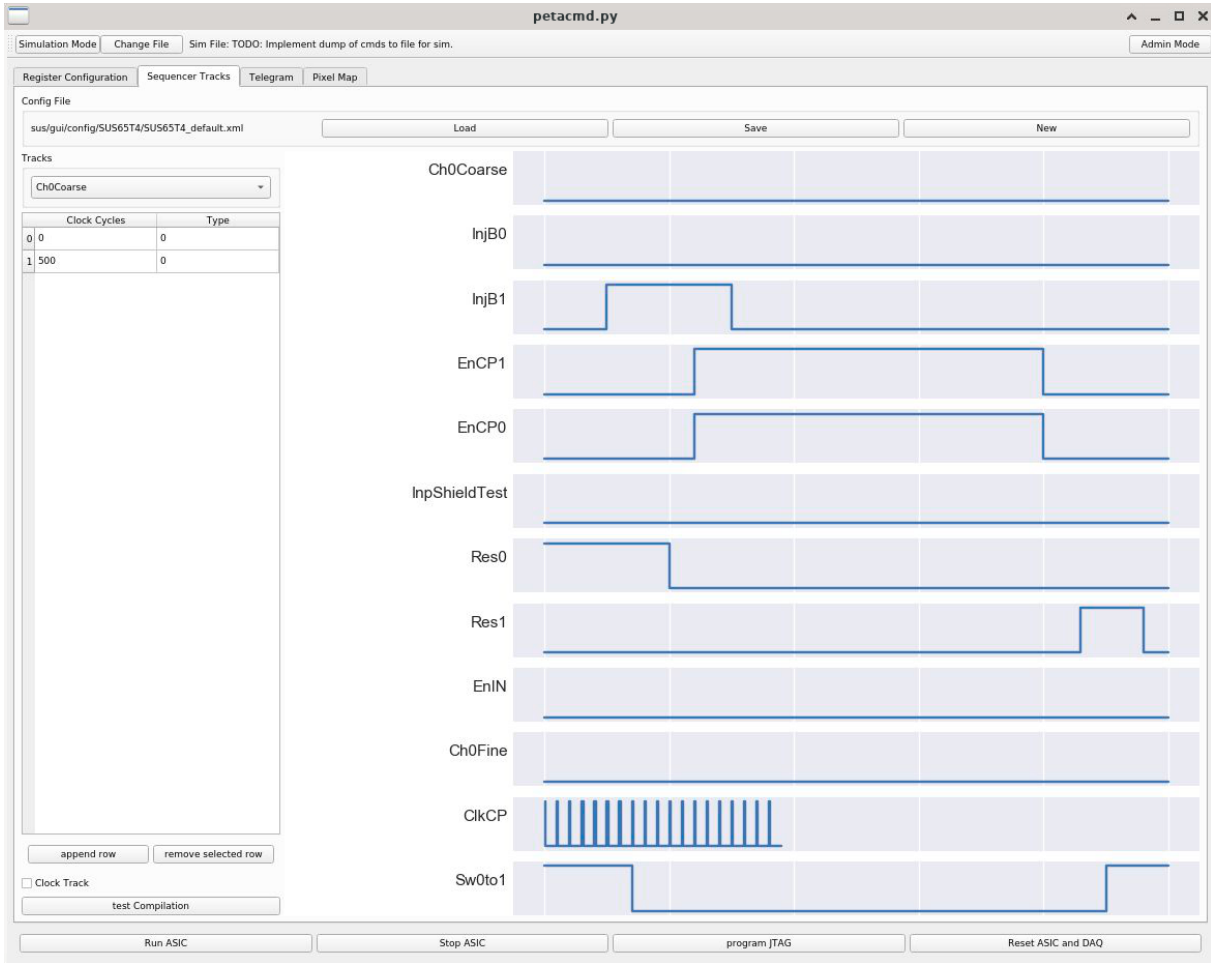 petacmd.py
Simulation Mode Change File Sim File: TODO: Implement dump of cmds to file for sim. Admin Mode
Register Configuration Sequencer Tracks Telegram Pixel Map
Config File
sus/gui/config/SUS65T4/SUS65T4_default.xml Load Save New
Tracks
Ch0Coarse
Clock Cycles Type
0 0 0
1 500 0
append row remove selected row
Clock Track
test Compilation
Ch0Coarse
InjB0
InjB1
EnCP1
EnCP0
InpShieldTest
Res0
Res1
EnIN
Ch0Fine
ClkCP
Sw0to1
Run ASIC Stop ASIC program JTAG Reset ASIC and DAQ